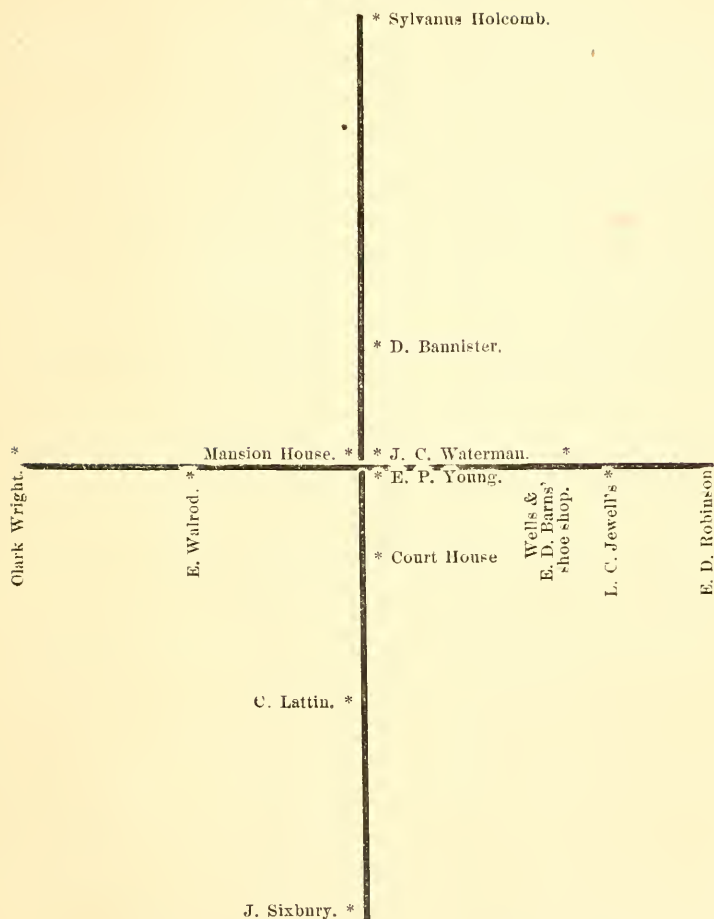 * Sylvanus Holcomb.
* D. Bannister.
Mansion House. *
* J. C. Waterman. *
* E. P. Young.
Clark Wright. *
E. Walrod. *
Wells &
E. D. Barns'
shoe shop.
L. C. Jewell's *
E. D. Robinson
* Court House
C. Lattin. *
J. Sixbury. *